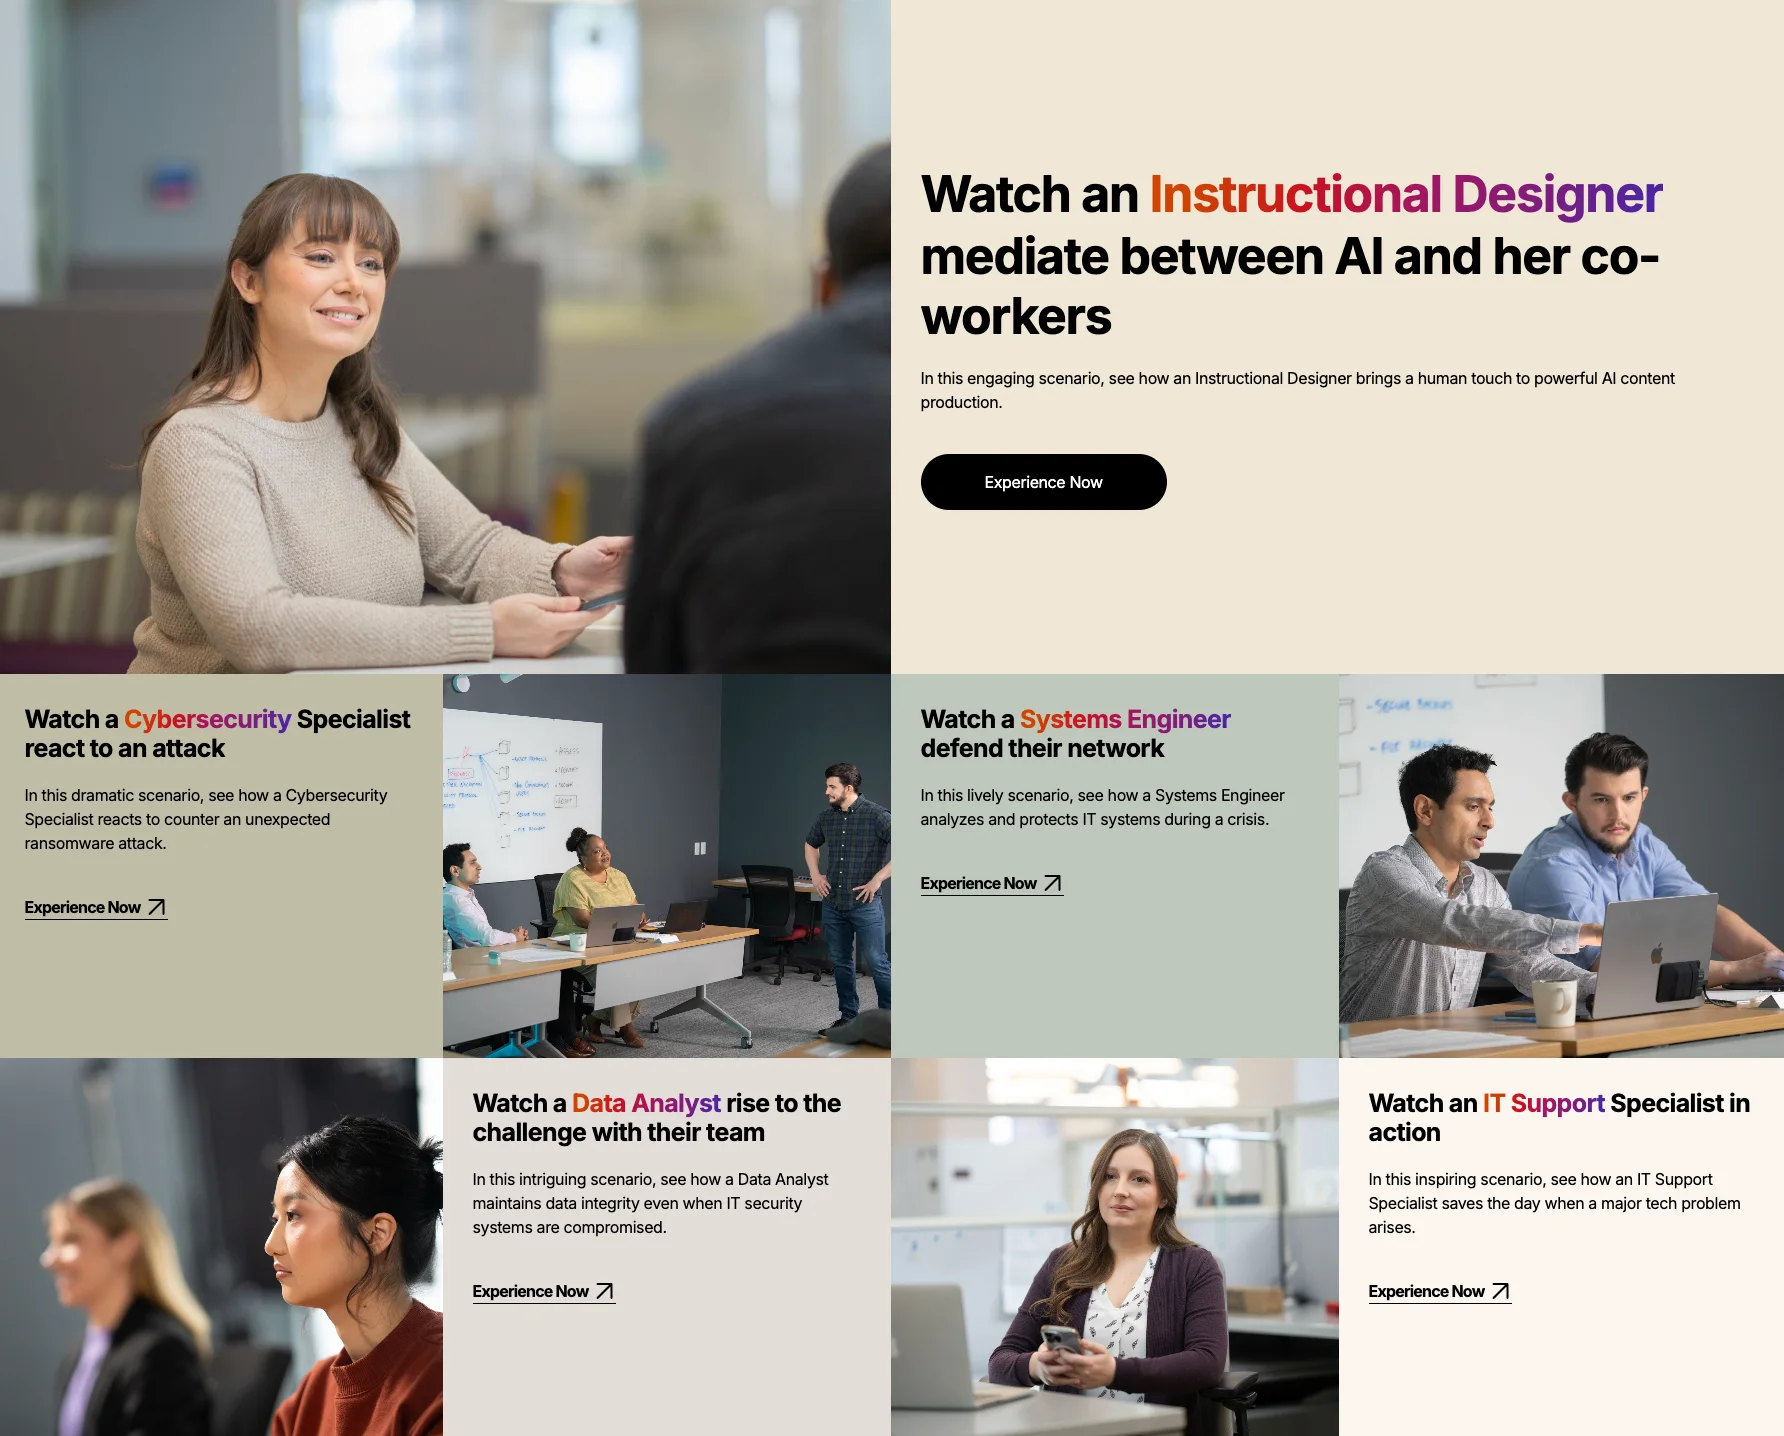 Watch an Instructional Designer
mediate between AI and her co-
workers
In this engaging scenario, see how an Instructional Designer brings a human touch to powerful AI content
production.
Experience Now
Watch a Cybersecurity Specialist
react to an attack
In this dramatic scenario, see how a Cybersecurity
Specialist reacts to counter an unexpected
ransomware attack.
Experience Now
Watch a Systems Engineer
defend their network
In this lively scenario, see how a Systems Engineer
analyzes and protects IT systems during a crisis.
Experience Now
- SECURE BACKUPS
Watch a Data Analyst rise to the
challenge with their team
In this intriguing scenario, see how a Data Analyst
maintains data integrity even when IT security
systems are compromised.
Experience Now
Watch an IT Support Specialist in
action
In this inspiring scenario, see how an IT Support
Specialist saves the day when a major tech problem
arises.
Experience Now